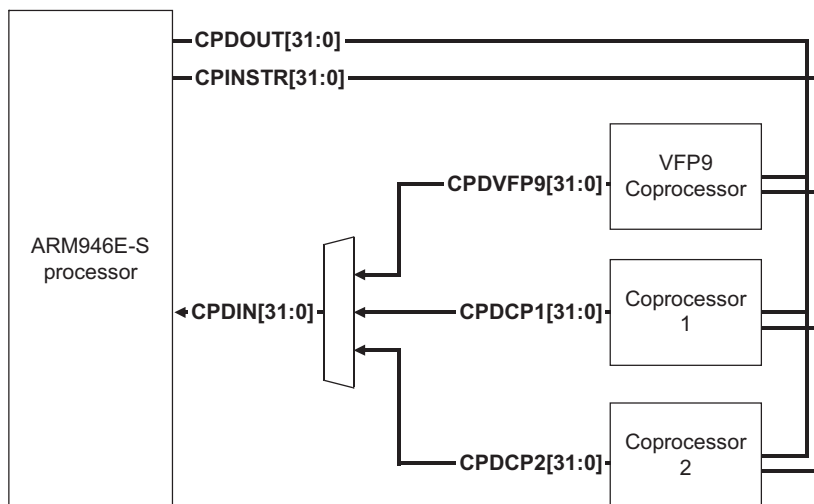 CPDOUT[31:0]
CPINSTR[31:0]
VFP9
Coprocessor
CPDVFP9[31:0]
ARM946E-S
processor
CPDIN[31:0]
CPDCP1[31:0]
Coprocessor
1
CPDCP2[31:0]
Coprocessor
2